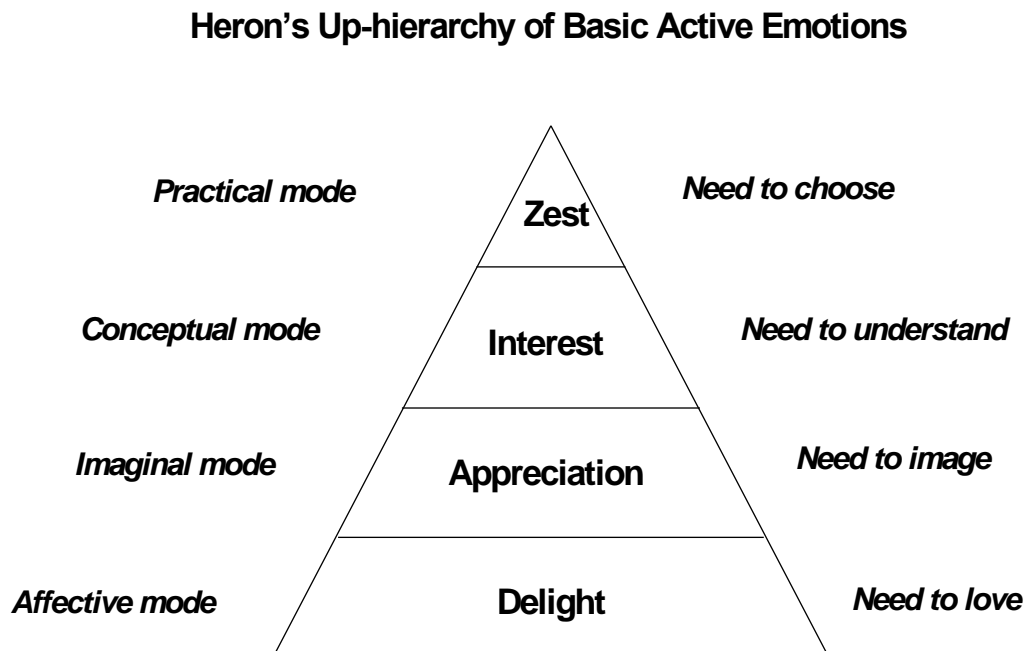 Heron’s Up-hierarchy of Basic Active Emotions
Practical mode
Zest
Need to choose
Conceptual mode
Interest
Need to understand
Imaginal mode
Appreciation
Need to image
Affective mode
Delight
Need to love